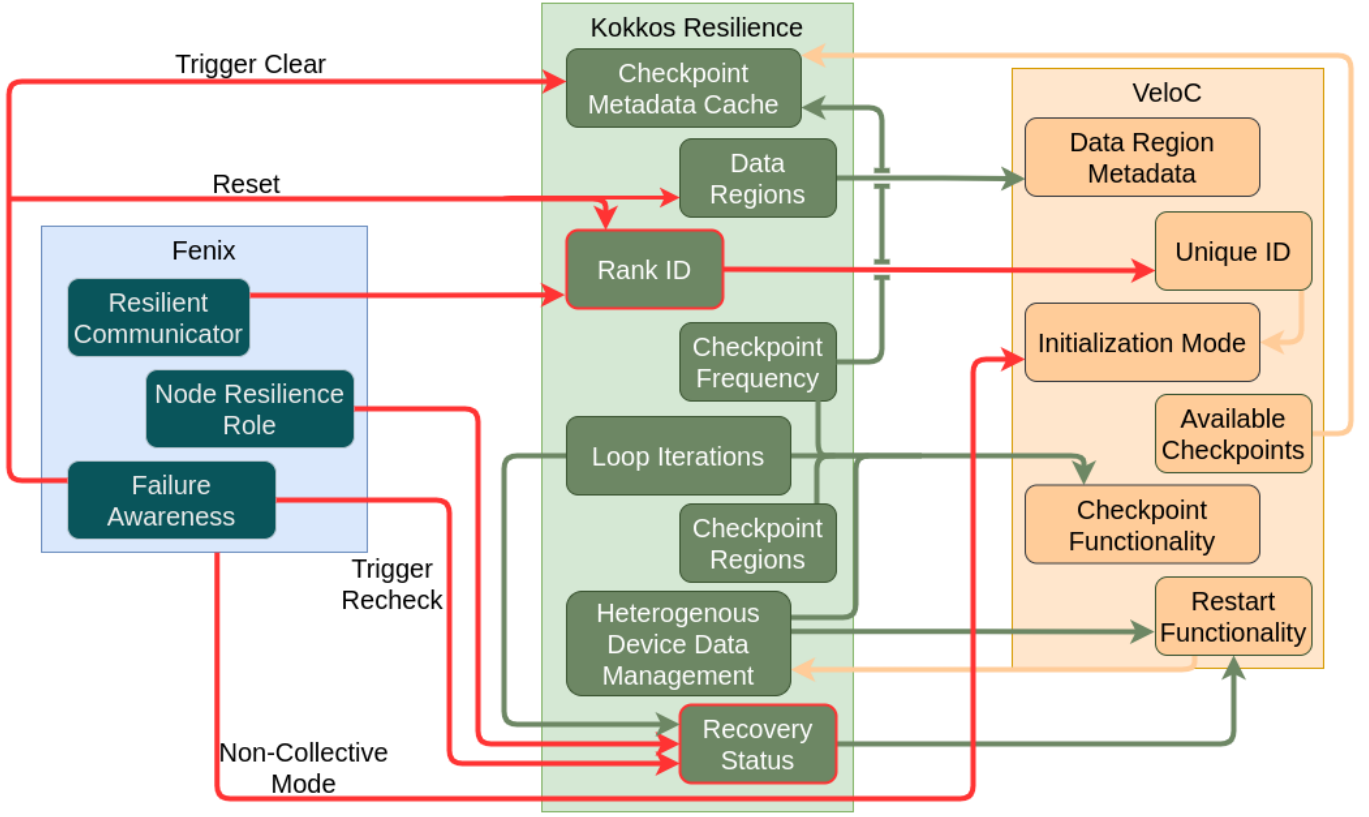 Kokkos Resilience
Trigger Clear
Checkpoint
Metadata Cache
VeloC
Data Region
Metadata
Data
Regions
Reset
Fenix
Unique ID
Rank ID
Resilient
Communicator
Initialization Mode
Checkpoint
Frequency
Node Resilience
Role
Available
Checkpoints
Loop Iterations
Failure
Awareness
Checkpoint
Functionality
Checkpoint
Regions
Trigger
Recheck
Heterogenous
Device Data
Management
Restart
Functionality
Recovery
Status
Non-Collective
Mode